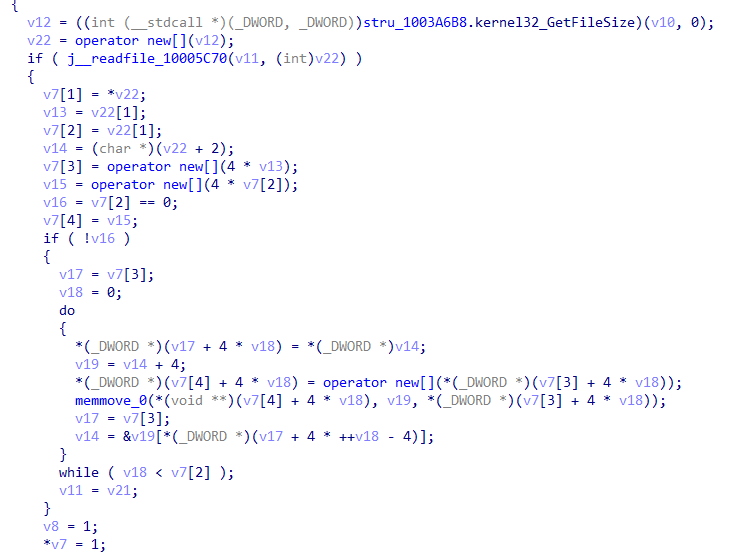 {
v12 = ((int (__stdcall *)(_DWORD, _DWORD))stru_1003A6B8.kernel32_GetFileSize)(v10, 0);
v22 = operator new[](v12);
if ( j__readfile_10005C70(v11, (int)v22) )
{
v7[1] = *v22;
v13 = v22[1];
v7[2] = v22[1];
v14 = (char *)(v22 + 2);
v7[3] = operator new[](4 * v13);
v15 = operator new[](4 * v7[2]);
v16 = v7[2] == 0;
v7[4] = v15;
if ( !v16 )
{
v17 = v7[3];
v18 = 0;
do
{
*(_DWORD *)(v17 + 4 * v18) = *(_DWORD *)v14;
v19 = v14 + 4;
*(_DWORD *)(v7[4] + 4 * v18) = operator new[](*(_DWORD *)(v7[3] + 4 * v18));
memmove_0(*(void **)(v7[4] + 4 * v18), v19, *(_DWORD *)(v7[3] + 4 * v18));
v17 = v7[3];
v14 = &v19[*(_DWORD *)(v17 + 4 * ++v18 - 4)];
}
while ( v18 < v7[2] );
v11 = v21;
}
v8 = 1;
*v7 = 1;